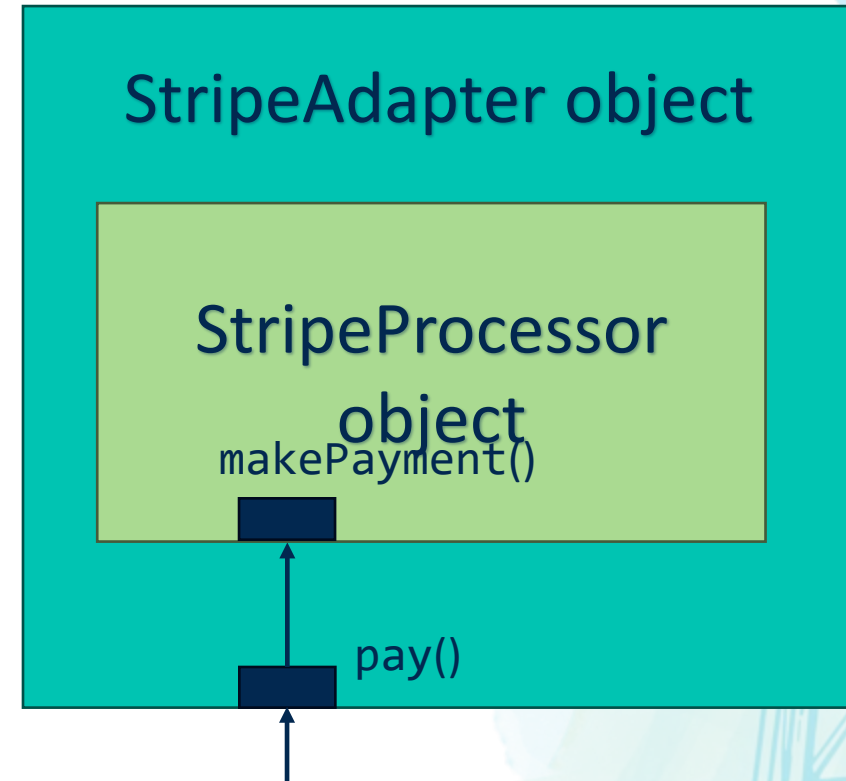 StripeAdapter object
StripeProcessor
object
makePayment()
pay()